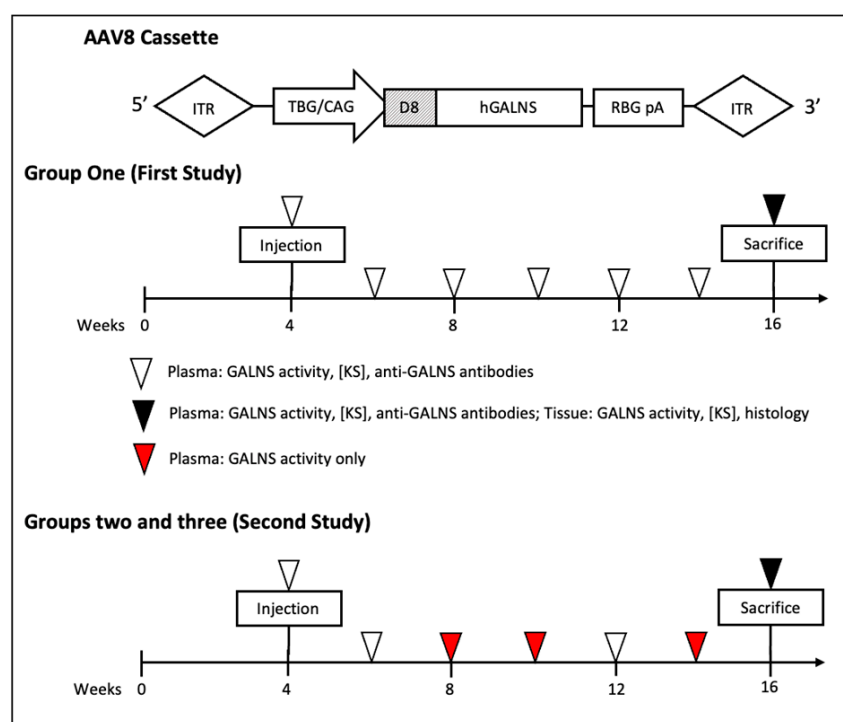 AAV8 Cassette
5’ ITR TBG/CAG D8 hGALNS RBG pA ITR 3’
Group One (First Study)
Injection Sacrifice
Weeks 0 4 8 12 16
Plasma: GALNS activity, [KS], anti-GALNS antibodies
Plasma: GALNS activity, [KS], anti-GALNS antibodies; Tissue: GALNS activity, [KS], histology
Plasma: GALNS activity only
Groups two and three (Second Study)
Injection Sacrifice
Weeks 0 4 8 12 16